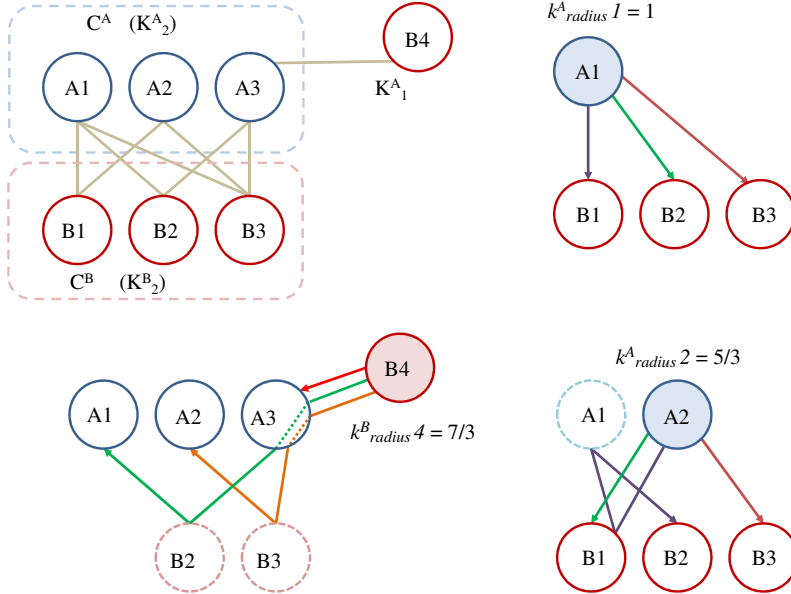 C^A (K^A_2)
A1 A2 A3
B4
K^A_1
B1 B2 B3
C^B (K^B_2)
k^A_radius 1 = 1
A1
B1 B2 B3
B4
A1 A2 A3
k^B_radius 4 = 7/3
B2 B3
k^A_radius 2 = 5/3
A1 A2
B1 B2 B3